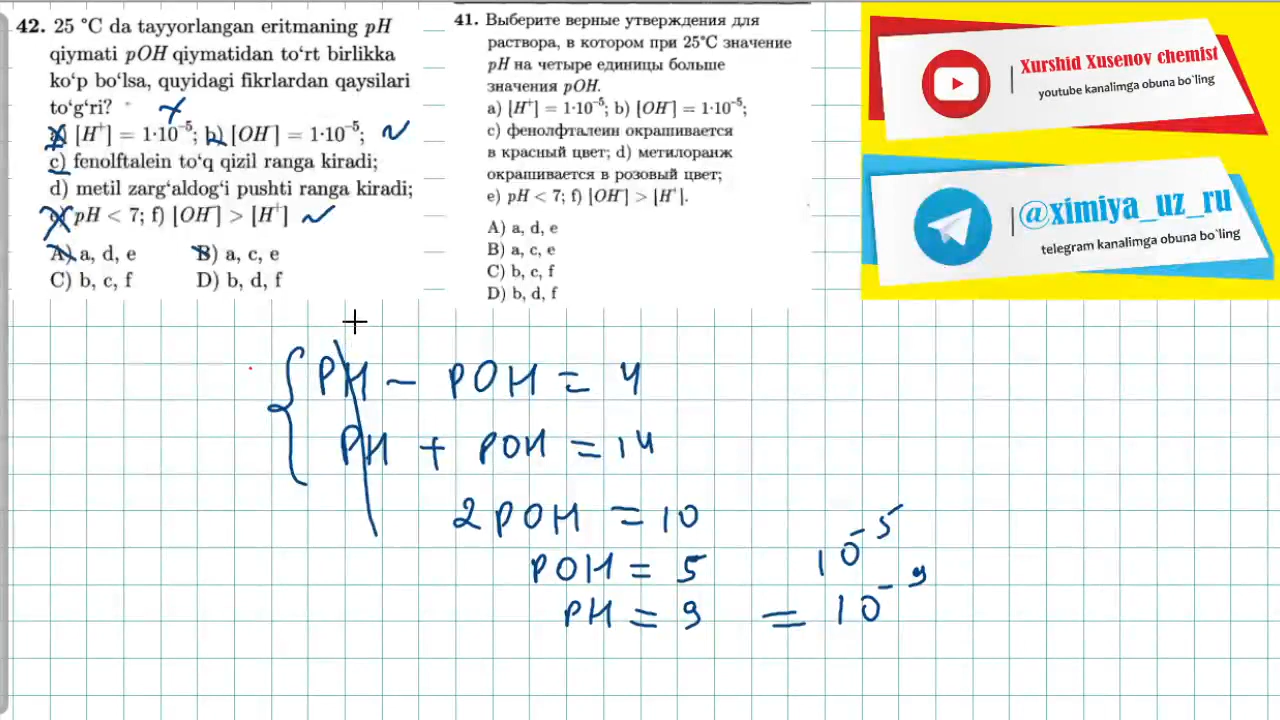 42. 25 °C da tayyorlangan eritmaning pH
qiymati pOH qiymatidan to‘rt birlikka
ko‘p bo‘lsa, quyidagi fikrlardan qaysilari
to‘g‘ri?
a) [H⁺] = 1·10⁻⁵; b) [OH⁻] = 1·10⁻⁵;
c) fenolftalein to‘q qizil ranga kiradi;
d) metil zarg‘aldog‘i pushti ranga kiradi;
e) pH < 7; f) [OH⁻] > [H⁺]
A) a, d, e B) a, c, e
C) b, c, f D) b, d, f
41. Выберите верные утверждения для
раствора, в котором при 25°C значение
pH на четыре единицы больше
значения pOH.
a) [H⁺] = 1·10⁻⁵; b) [OH⁻] = 1·10⁻⁵;
c) фенолфталеин окрашивается
в красный цвет; d) метилоранж
окрашивается в розовый цвет;
e) pH < 7; f) [OH⁻] > [H⁺].
A) a, d, e
B) a, c, e
C) b, c, f
D) b, d, f
Xurshid Xusenov chemist
youtube kanalimga obuna bo`ling
@ximiya_uz_ru
telegram kanalimga obuna bo`ling
PH − POH = 4
PH + POH = 14
2 POH = 10
POH = 5 10⁻⁵
PH = 9 = 10⁻⁹